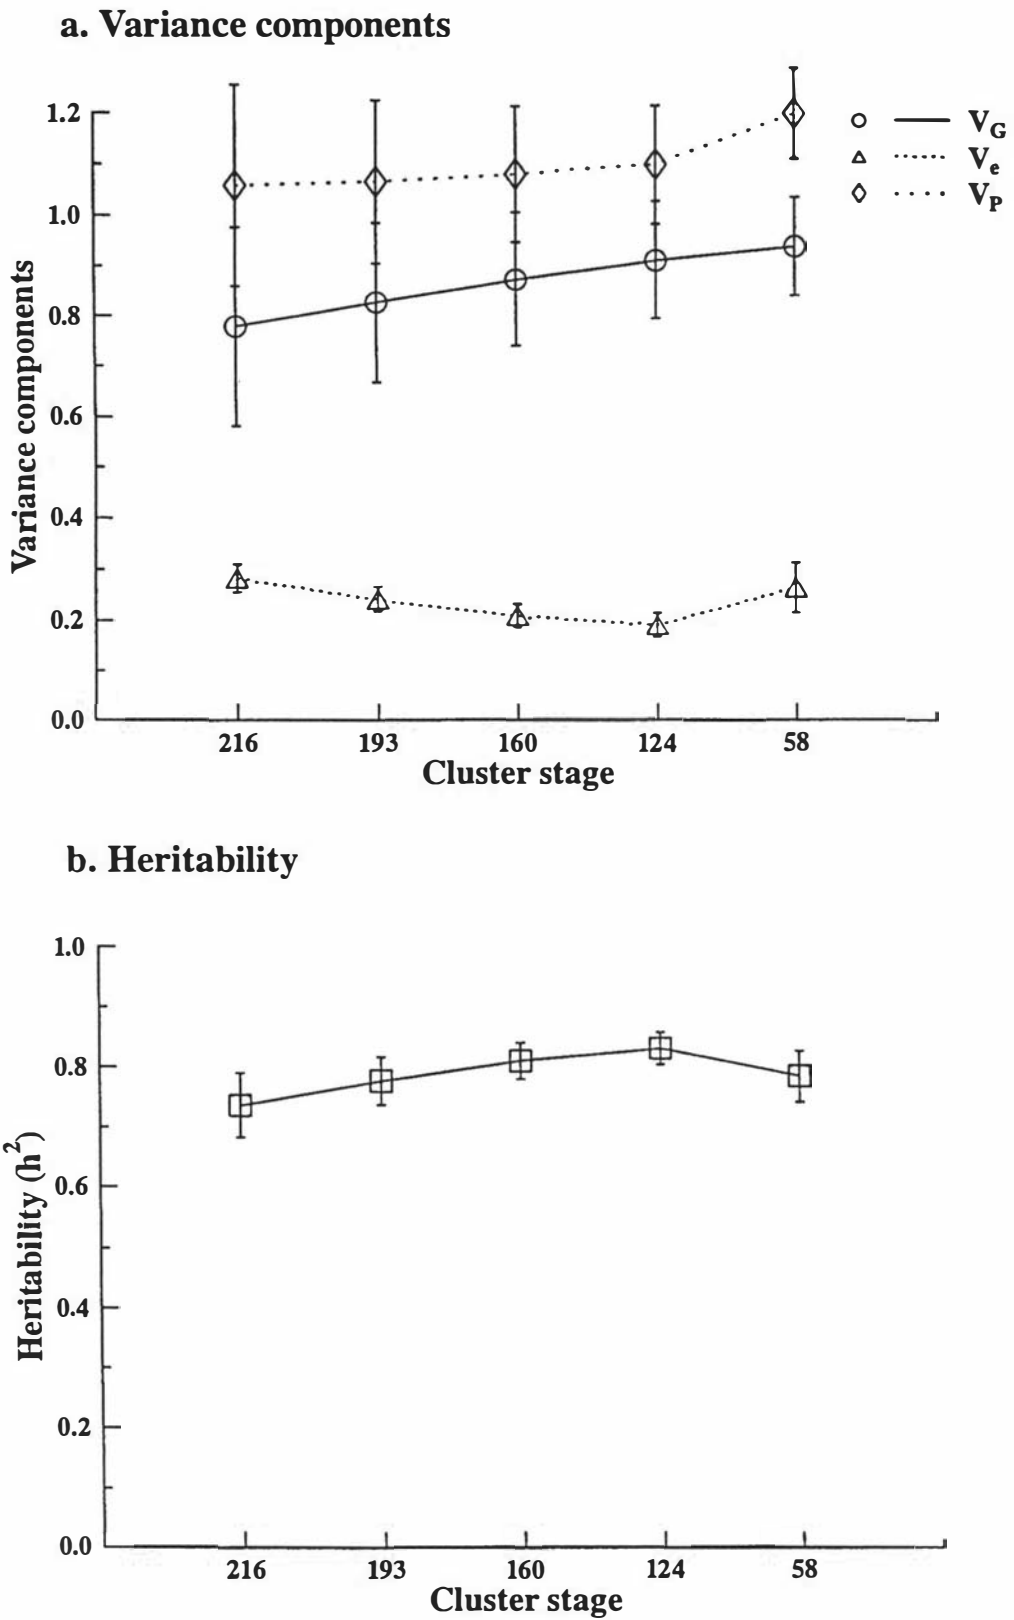 a. Variance components
1.2
1.0
0.8
0.6
0.4
0.2
0.0
Variance components
V_G
V_e
V_P
216 193 160 124 58
Cluster stage
b. Heritability
1.0
0.8
0.6
0.4
0.2
0.0
Heritability (h²)
216 193 160 124 58
Cluster stage